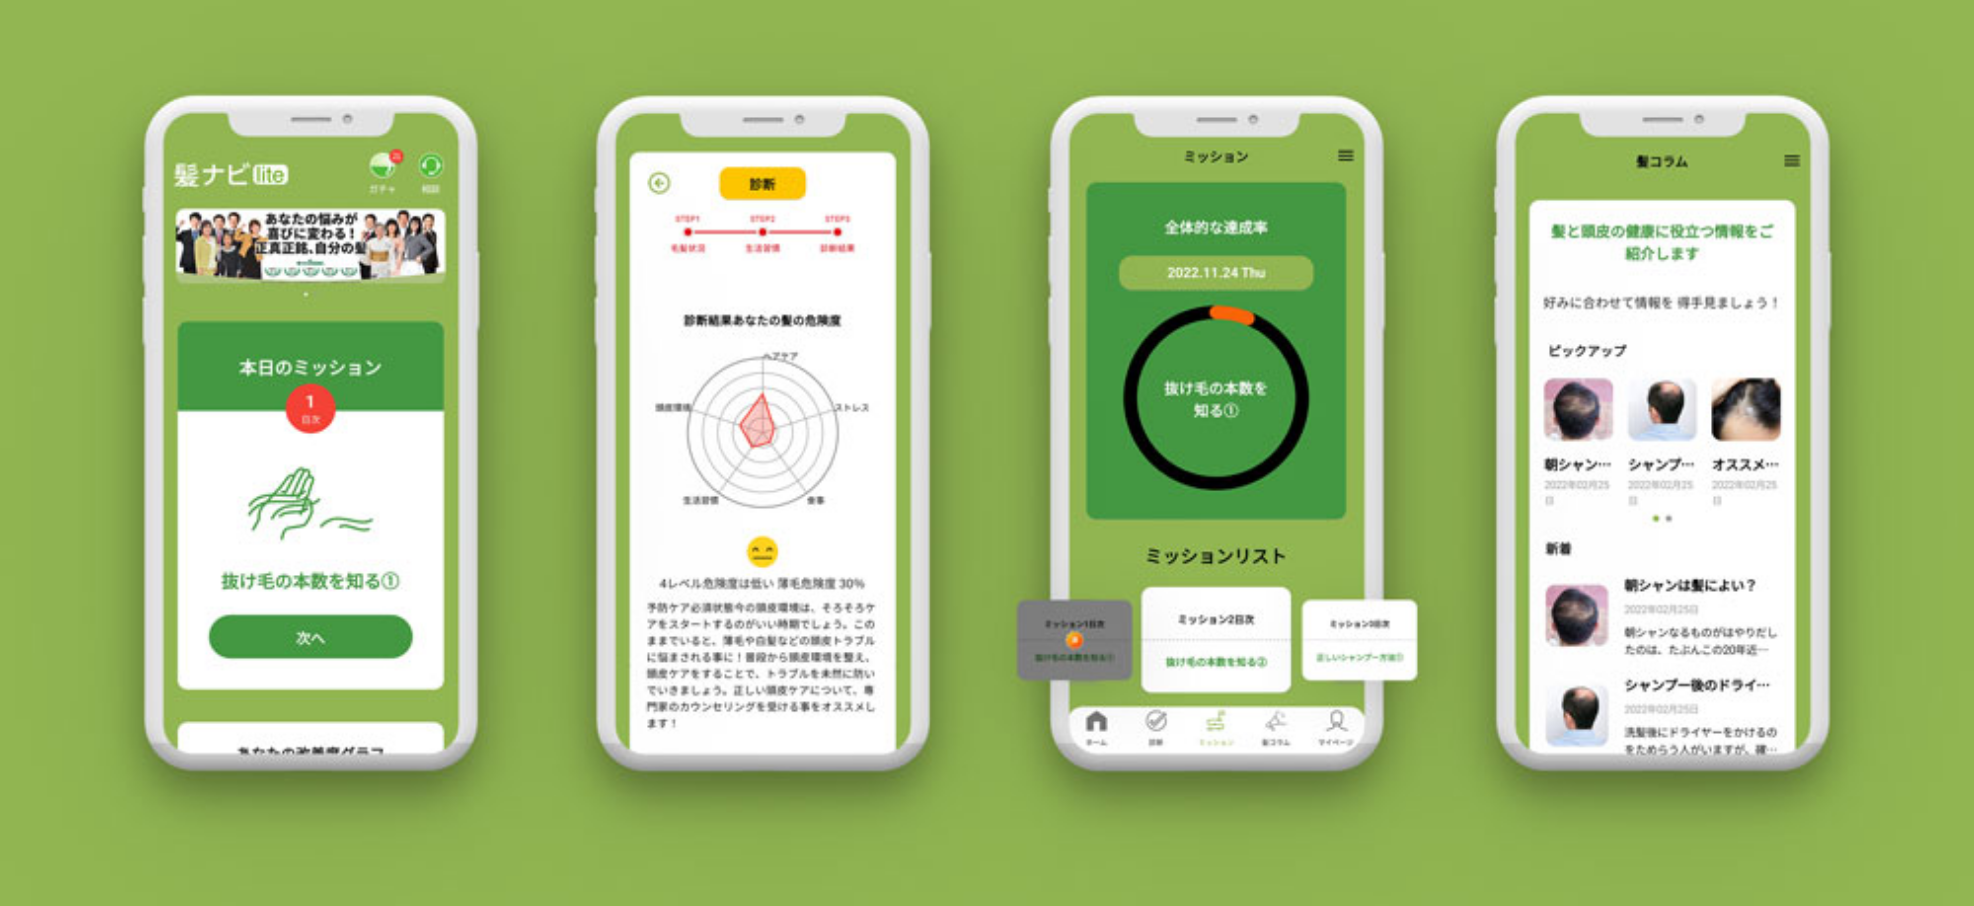 髪ナビ lite
ガチャ
相談
あなたの悩みが
喜びに変わる！
正真正銘、自分の髪
本日のミッション
1
日次
抜け毛の本数を知る①
次へ
あなたの改善度グラフ
診断
STEP1 STEP2 STEP3
毛髪状況 生活習慣 診断結果
診断結果あなたの髪の危険度
ヘアケア
頭皮環境
ストレス
生活習慣
食事
4レベル危険度は低い 薄毛危険度 30%
予防ケア必須状態今の頭皮環境は、そろそろケ
アをスタートするのがいい時期でしょう。この
ままでいると、薄毛や白髪などの頭皮トラブル
に悩まされる事に！普段から頭皮環境を整え、
頭皮ケアをすることで、トラブルを未然に防い
でいきましょう。正しい頭皮ケアについて、専
門家のカウンセリングを受ける事をオススメし
ます！
ミッション
全体的な達成率
2022.11.24 Thu
抜け毛の本数を
知る①
ミッションリスト
ミッション1日次
抜け毛の本数を知る①
ミッション2日次
抜け毛の本数を知る②
ミッション3日次
正しいシャンプー方法①
ホーム
診断
ミッション
髪コラム
マイページ
髪コラム
髪と頭皮の健康に役立つ情報をご
紹介します
好みに合わせて情報を 得手見ましょう！
ピックアップ
朝シャン…
2022年02月25
日
シャンプ…
2022年02月25
日
オススメ…
2022年02月25
日
新着
朝シャンは髪によい？
2022年02月25日
朝シャンなるものがはやりだし
たのは、たぶんこの20年近…
シャンプー後のドライ…
2022年02月25日
洗髪後にドライヤーをかけるの
をためらう人がいますが、確…